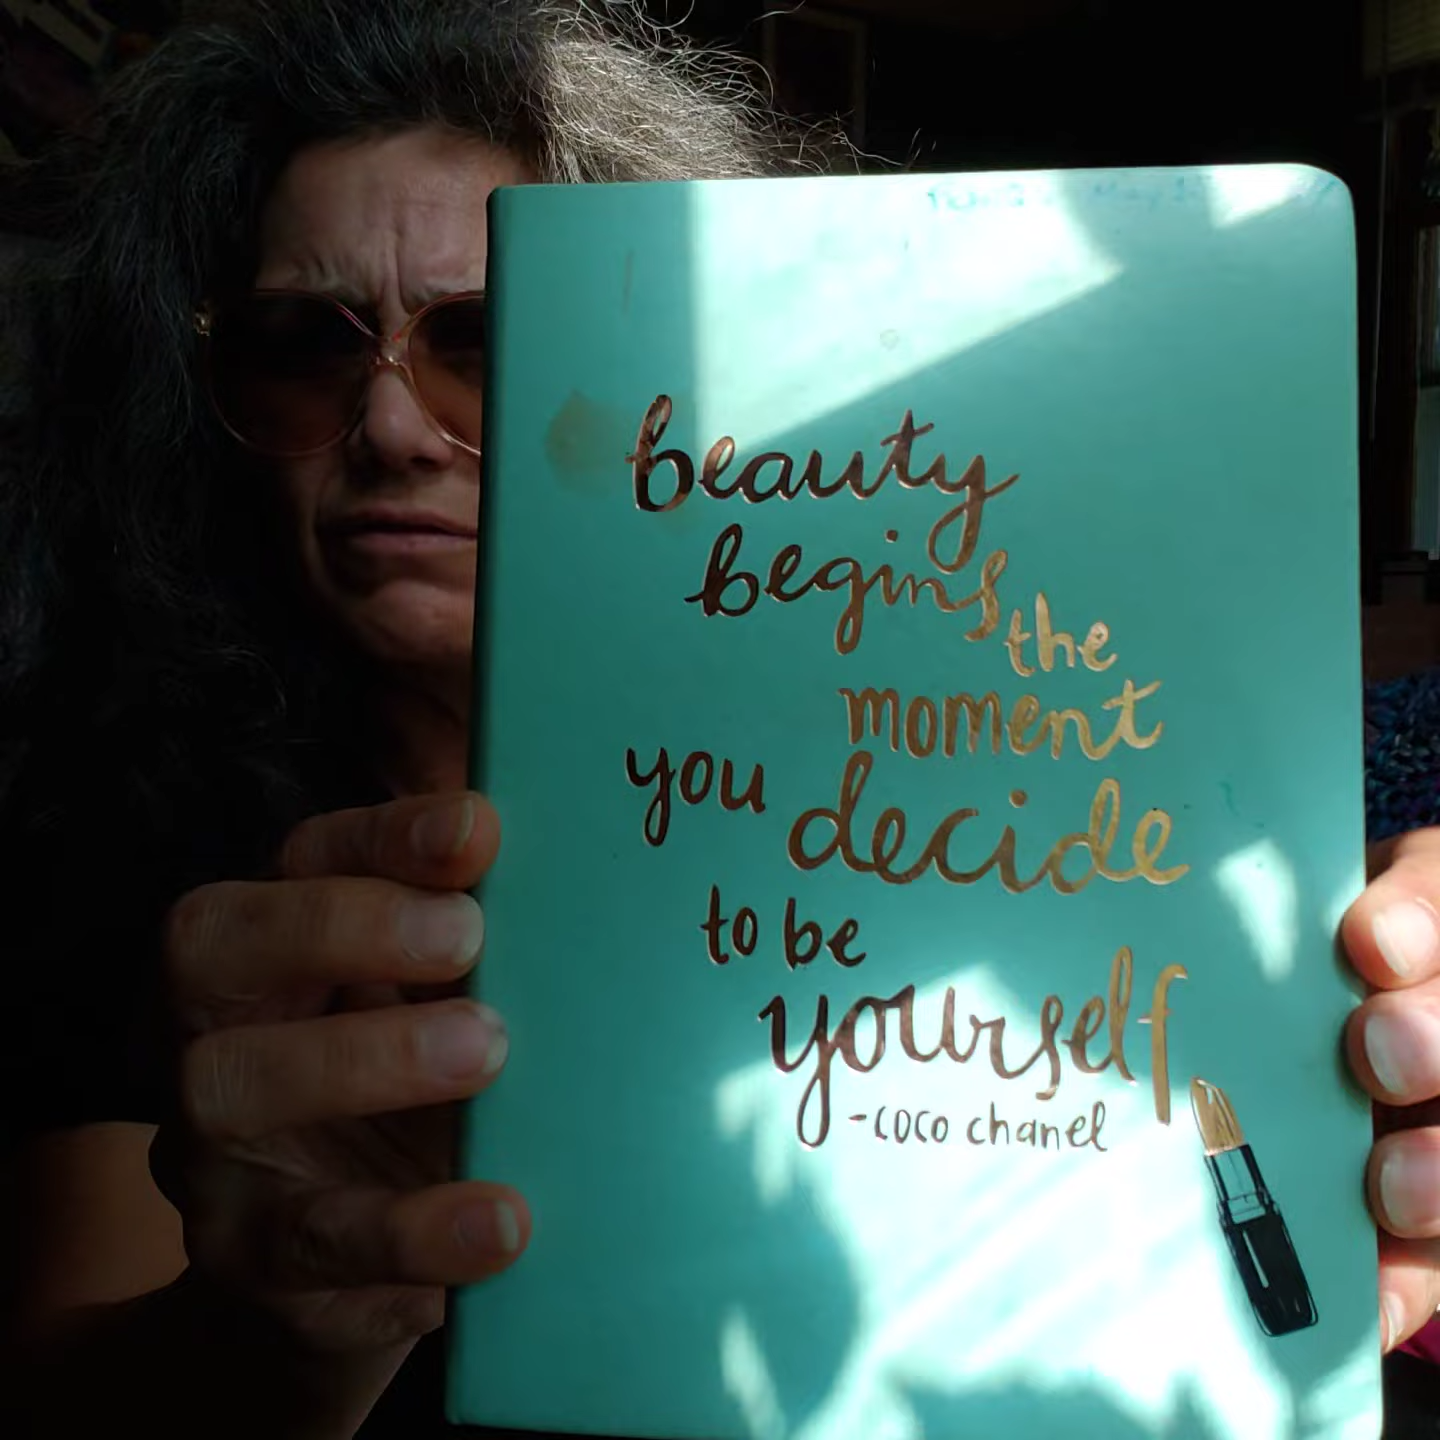 beauty
begins
the
moment
you decide
to be
yourself
-coco chanel